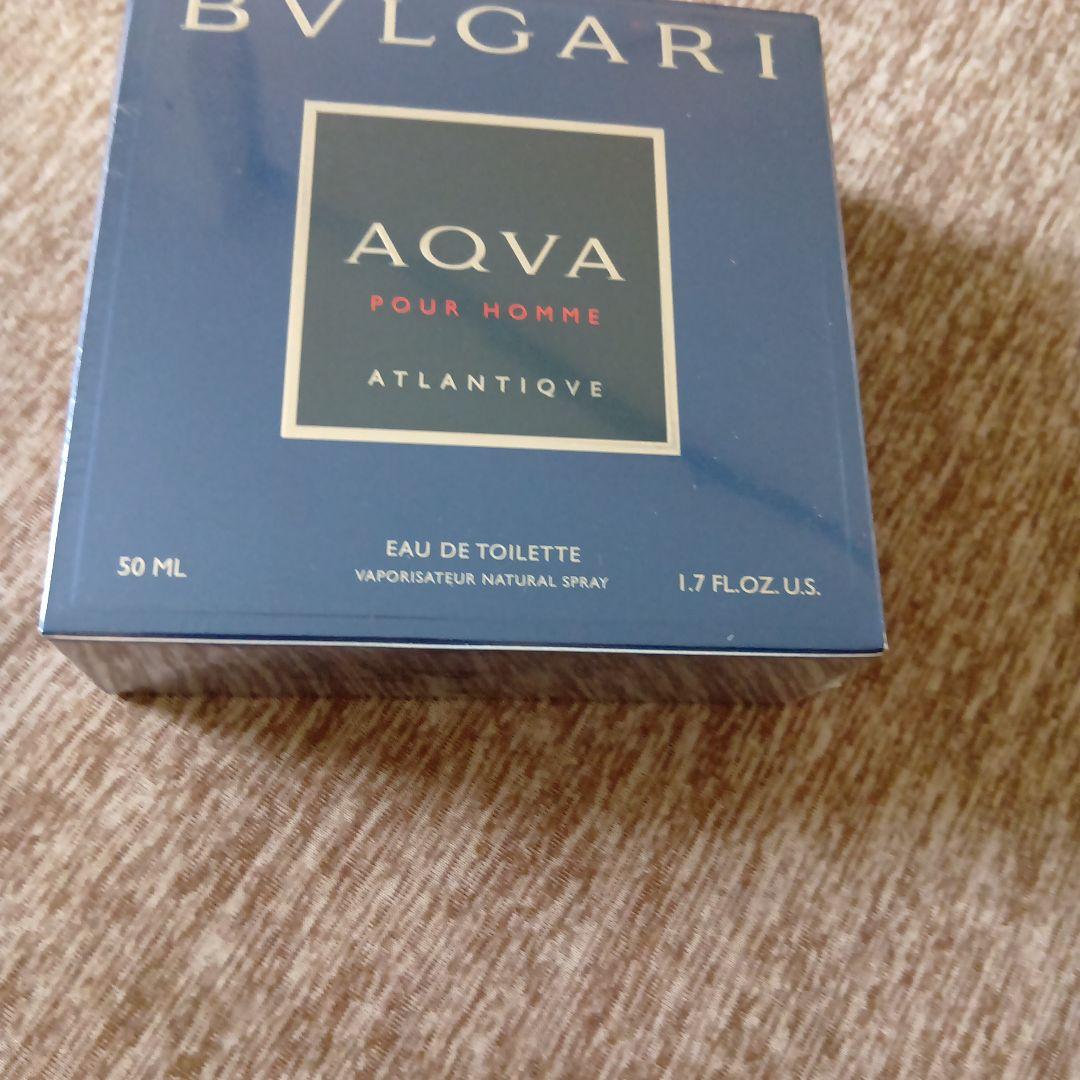 BVLGARI
AQVA
POUR HOMME
ATLANTIQVE
EAU DE TOILETTE
50 ML
VAPORISATEUR NATURAL SPRAY
1.7 FL.OZ. U.S.